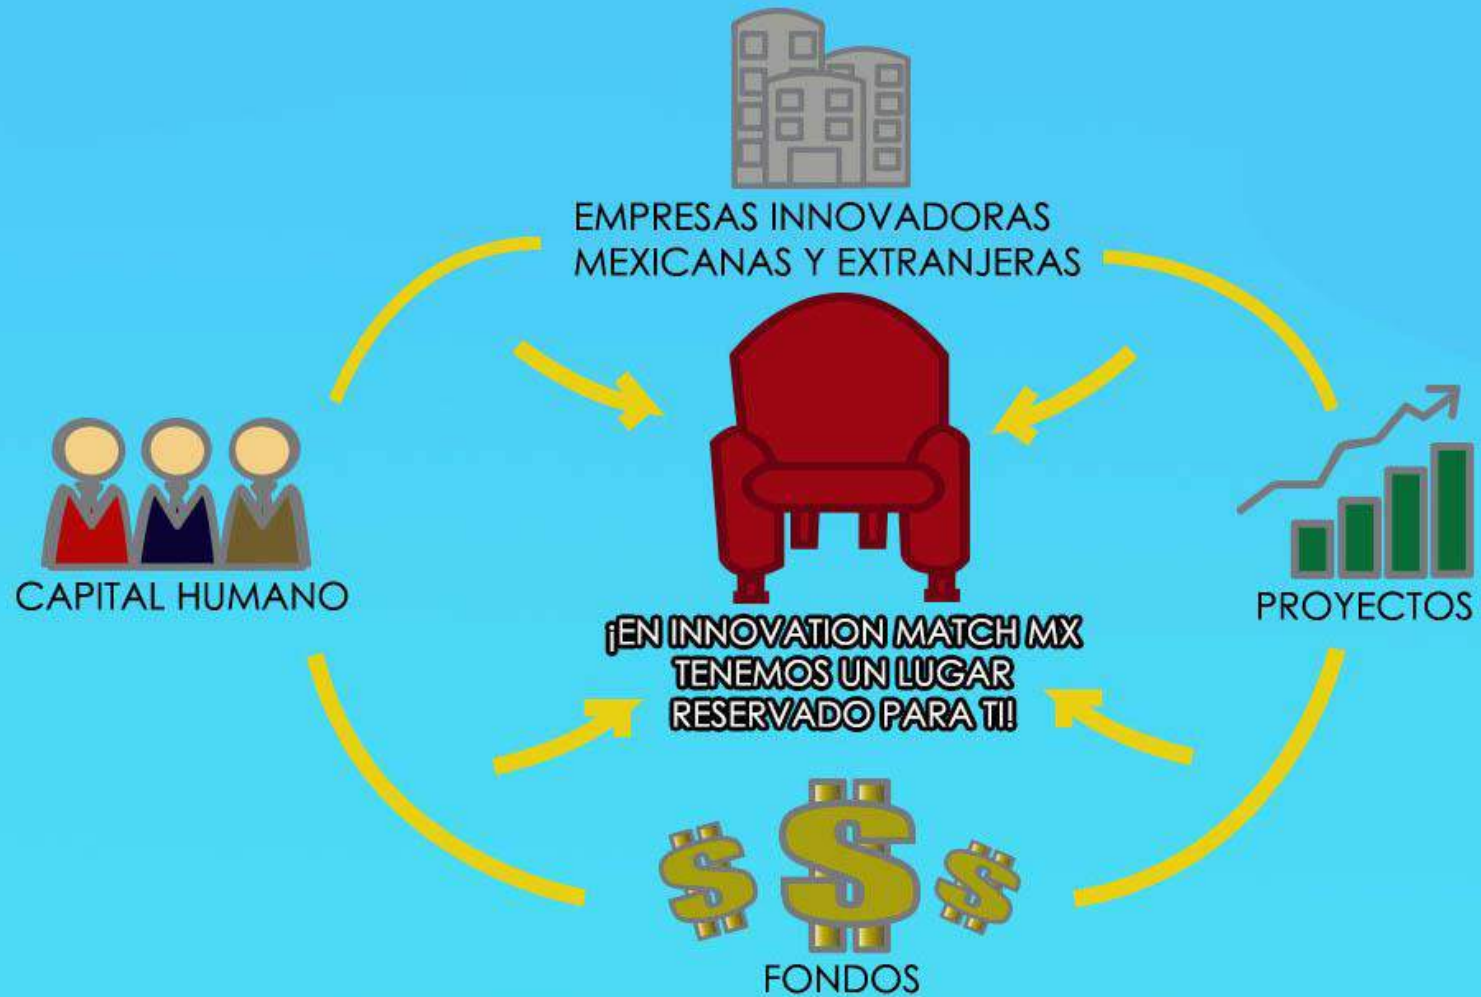 EMPRESAS INNOVADORAS
MEXICANAS Y EXTRANJERAS
CAPITAL HUMANO
PROYECTOS
¡EN INNOVATION MATCH MX
TENEMOS UN LUGAR
RESERVADO PARA TI!
FONDOS